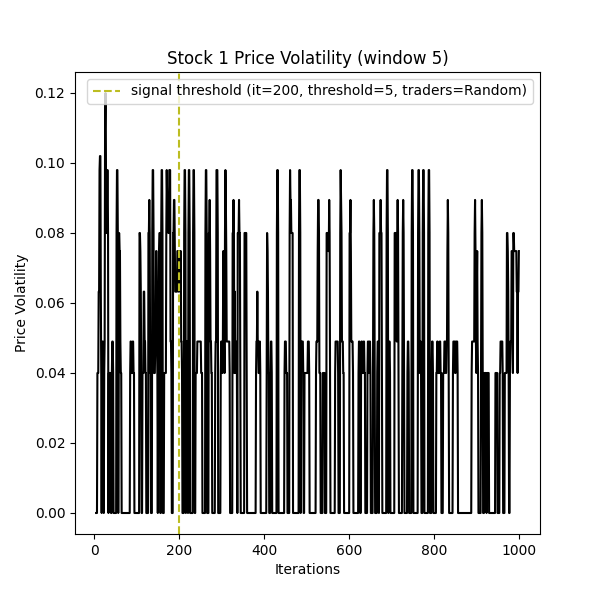 Stock 1 Price Volatility (window 5)
signal threshold (it=200, threshold=5, traders=Random)
Price Volatility
0.12
0.10
0.08
0.06
0.04
0.02
0.00
0 200 400 600 800 1000
Iterations